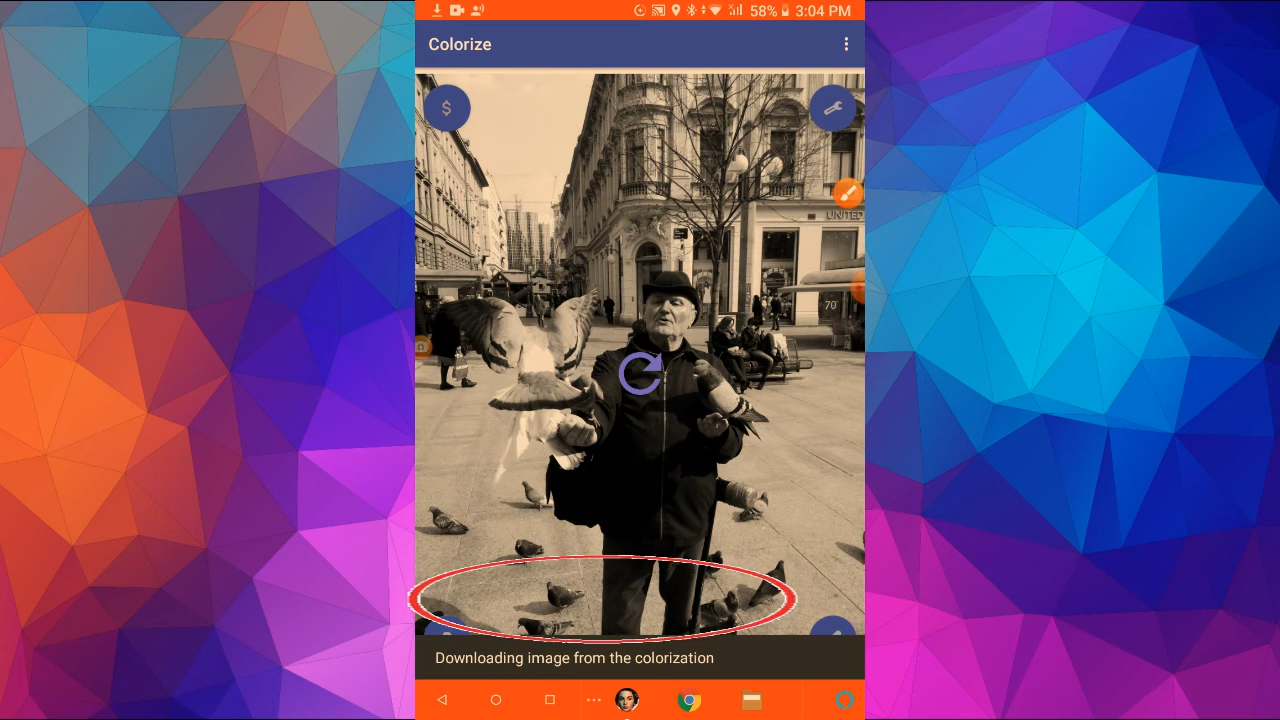 58% 3:04 PM
Colorize
$
UNITED
70
Downloading image from the colorization